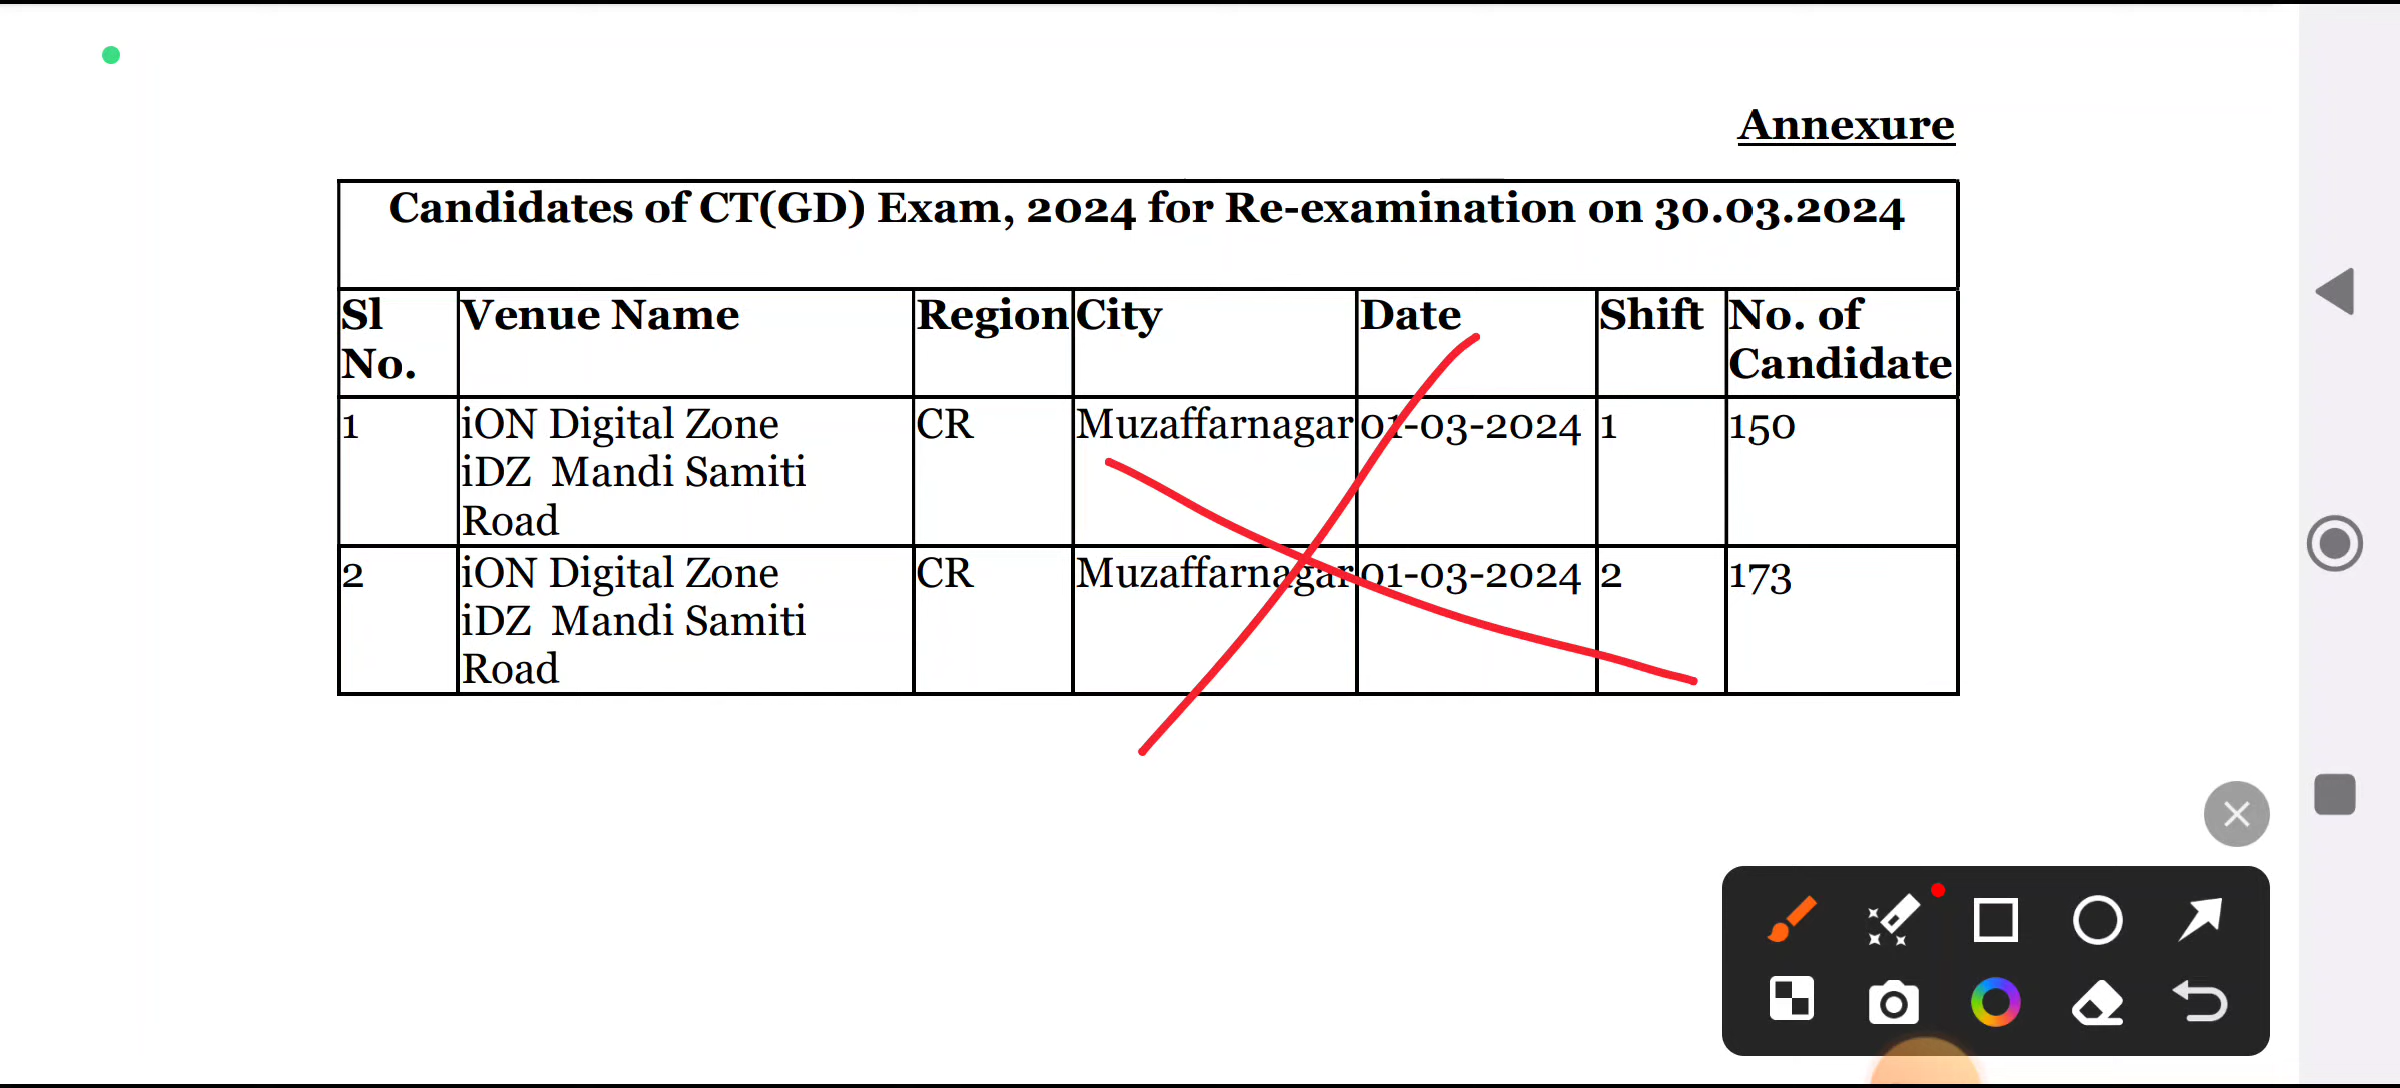 Annexure
Candidates of CT(GD) Exam, 2024 for Re-examination on 30.03.2024
Sl No. Venue Name Region City Date Shift No. of Candidate
1 iON Digital Zone iDZ Mandi Samiti Road CR Muzaffarnagar 01-03-2024 1 150
2 iON Digital Zone iDZ Mandi Samiti Road CR Muzaffarnagar 01-03-2024 2 173